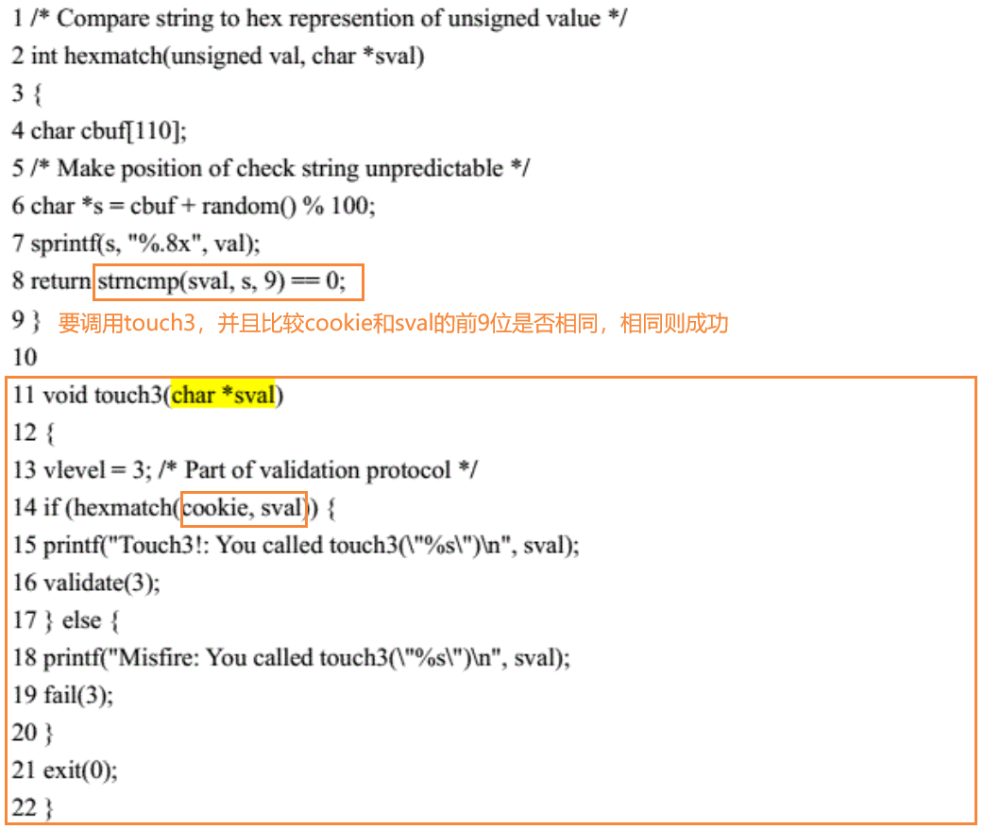 1 /* Compare string to hex represention of unsigned value */
2 int hexmatch(unsigned val, char *sval)
3 {
4 char cbuf[110];
5 /* Make position of check string unpredictable */
6 char *s = cbuf + random() % 100;
7 sprintf(s, "%.8x", val);
8 return strncmp(sval, s, 9) == 0;
9 } 要调用touch3，并且比较cookie和sval的前9位是否相同，相同则成功
10
11 void touch3(char *sval)
12 {
13 vlevel = 3; /* Part of validation protocol */
14 if (hexmatch(cookie, sval)) {
15 printf("Touch3!: You called touch3(\"%s\")\n", sval);
16 validate(3);
17 } else {
18 printf("Misfire: You called touch3(\"%s\")\n", sval);
19 fail(3);
20 }
21 exit(0);
22 }